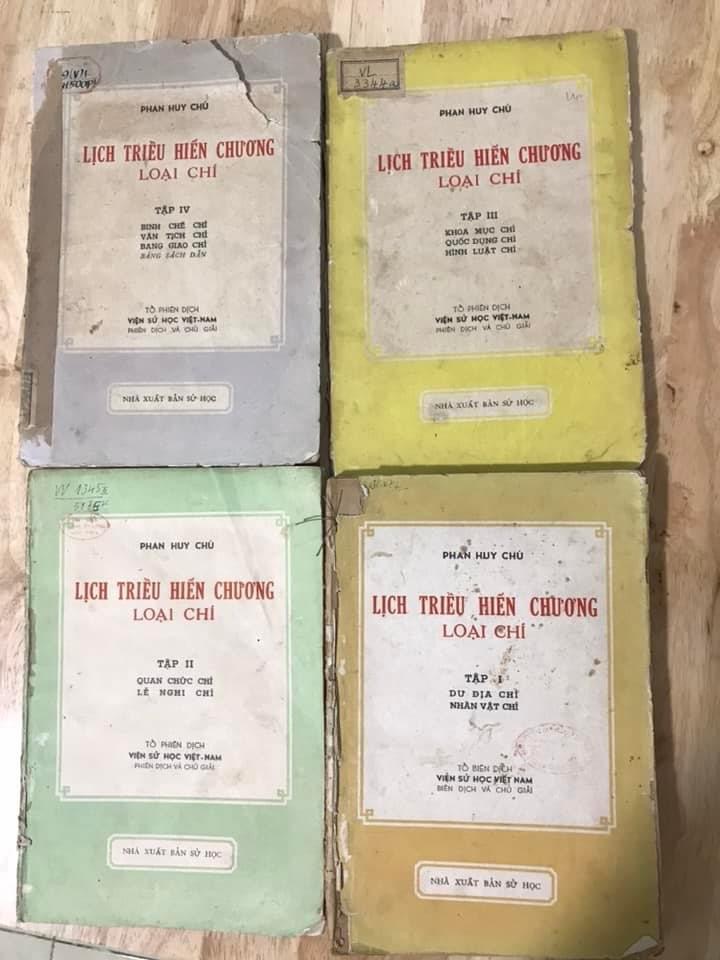 9(V)1
PHAN HUY CHÚ
LỊCH TRIỀU HIẾN CHƯƠNG
LOẠI CHÍ
TẬP IV
BINH CHẾ CHÍ
VĂN TỊCH CHÍ
BANG GIAO CHÍ
BẢNG SÁCH DẪN
TỔ PHIÊN DỊCH
VIỆN SỬ HỌC VIỆT-NAM
PHIÊN DỊCH VÀ CHÚ GIẢI
NHÀ XUẤT BẢN SỬ HỌC
VL
3344a
PHAN HUY CHÚ
LỊCH TRIỀU HIẾN CHƯƠNG
LOẠI CHÍ
TẬP III
KHOA MỤC CHÍ
QUỐC DỤNG CHÍ
HÌNH LUẬT CHÍ
TỔ PHIÊN DỊCH
VIỆN SỬ HỌC VIỆT-NAM
PHIÊN DỊCH VÀ CHÚ GIẢI
NHÀ XUẤT BẢN SỬ HỌC
VV 1345
PHAN HUY CHÚ
LỊCH TRIỀU HIẾN CHƯƠNG
LOẠI CHÍ
TẬP II
QUAN CHỨC CHÍ
LỄ NGHI CHÍ
TỔ PHIÊN DỊCH
VIỆN SỬ HỌC VIỆT-NAM
PHIÊN DỊCH VÀ CHÚ GIẢI
NHÀ XUẤT BẢN SỬ HỌC
PHAN HUY CHÚ
LỊCH TRIỀU HIẾN CHƯƠNG
LOẠI CHÍ
TẬP I
DƯ ĐỊA CHÍ
NHÂN VẬT CHÍ
TỔ BIÊN DỊCH
VIỆN SỬ HỌC VIỆT NAM
BIÊN DỊCH VÀ CHÚ GIẢI
NHÀ XUẤT BẢN SỬ HỌC